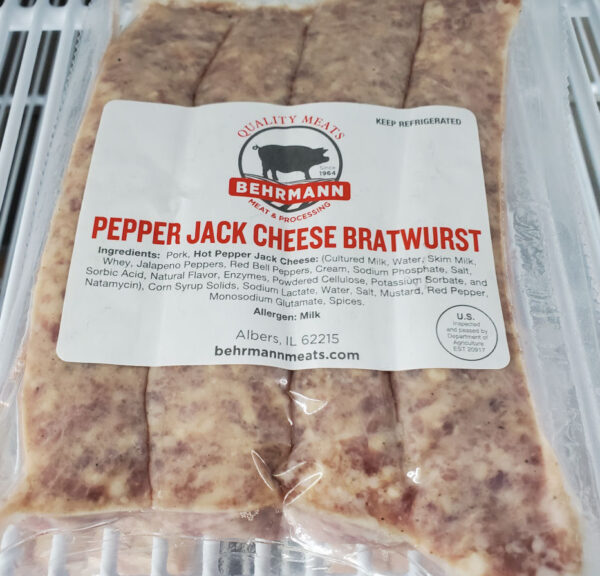 QUALITY MEATS
KEEP REFRIGERATED
Since
1964
BEHRMANN
MEAT & PROCESSING
PEPPER JACK CHEESE BRATWURST
Ingredients: Pork, Hot Pepper Jack Cheese: (Cultured Milk, Water, Skim Milk,
Whey, Jalapeno Peppers, Red Bell Peppers, Cream, Sodium Phosphate, Salt,
Sorbic Acid, Natural Flavor, Enzymes, Powdered Cellulose, Potassium Sorbate, and
Natamycin), Corn Syrup Solids, Sodium Lactate, Water, Salt, Mustard, Red Pepper,
Monosodium Glutamate, Spices.
Allergen: Milk
Albers, IL 62215
behrmannmeats.com
U.S.
Inspected
and passed by
Department of
Agriculture
EST. 20917